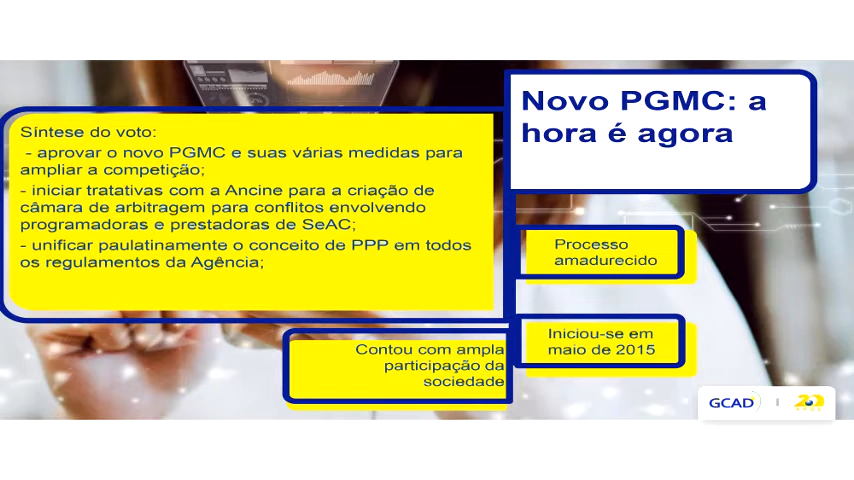 Novo PGMC: a
hora é agora
Síntese do voto:
- aprovar o novo PGMC e suas várias medidas para
ampliar a competição;
- iniciar tratativas com a Ancine para a criação de
câmara de arbitragem para conflitos envolvendo
programadoras e prestadoras de SeAC;
- unificar paulatinamente o conceito de PPP em todos
os regulamentos da Agência;
Processo
amadurecido
Iniciou-se em
maio de 2015
Contou com ampla
participação da
sociedade
GCAD
20